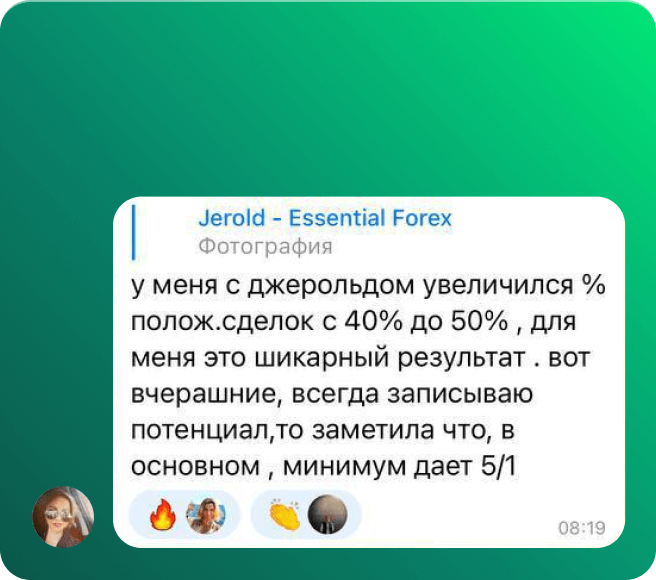 Jerold - Essential Forex
Фотография
у меня с джерольдом увеличился %
полож.сделок с 40% до 50% , для
меня это шикарный результат . вот
вчерашние, всегда записываю
потенциал,то заметила что, в
основном , минимум дает 5/1
08:19